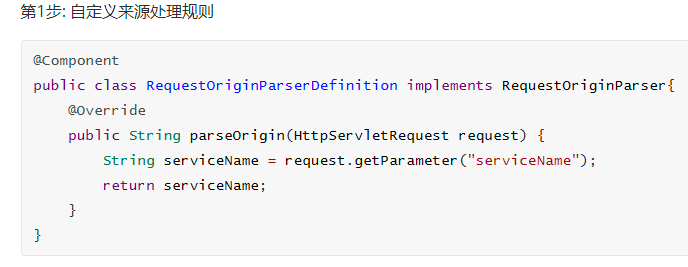 第1步: 自定义来源处理规则
@Component
public class RequestOriginParserDefinition implements RequestOriginParser{
    @Override
    public String parseOrigin(HttpServletRequest request) {
        String serviceName = request.getParameter("serviceName");
        return serviceName;
    }
}